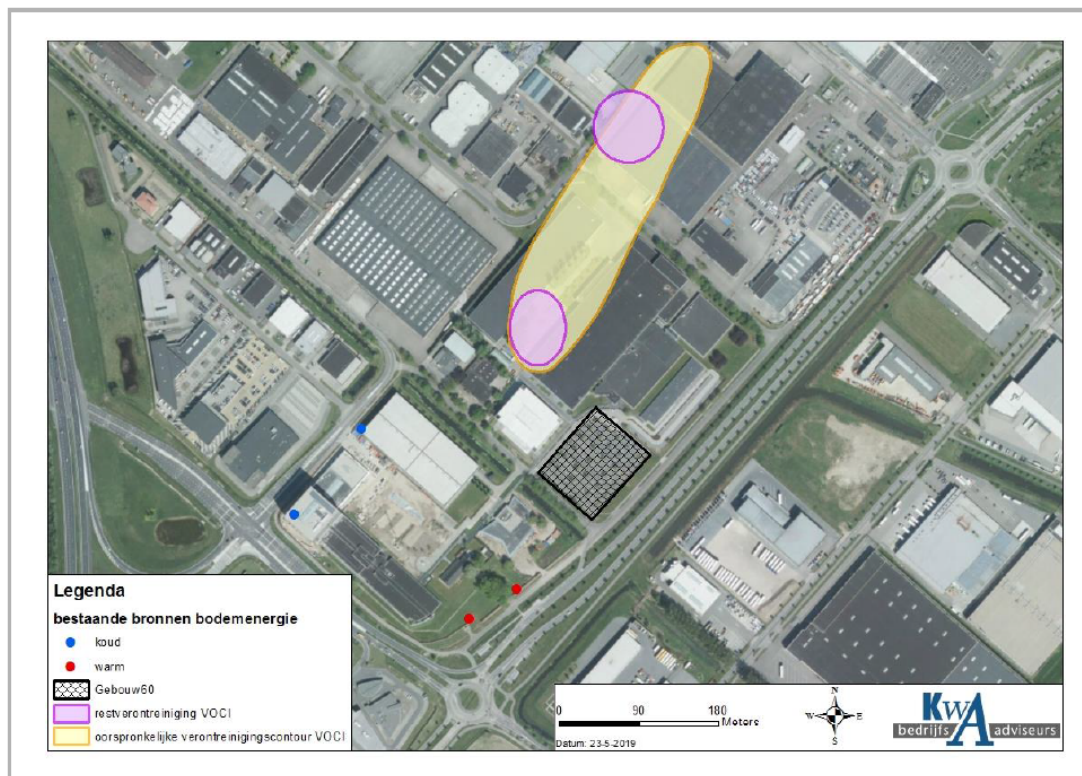 Legenda
bestaande bronnen bodemenergie
koud
warm
Gebouw60
restverontreiniging VOCl
oorspronkelijke verontreinigingscontour VOCl
0 90 180
Meters
Datum: 23-5-2019
N
W E
S
KWA
bedrijfs adviseurs